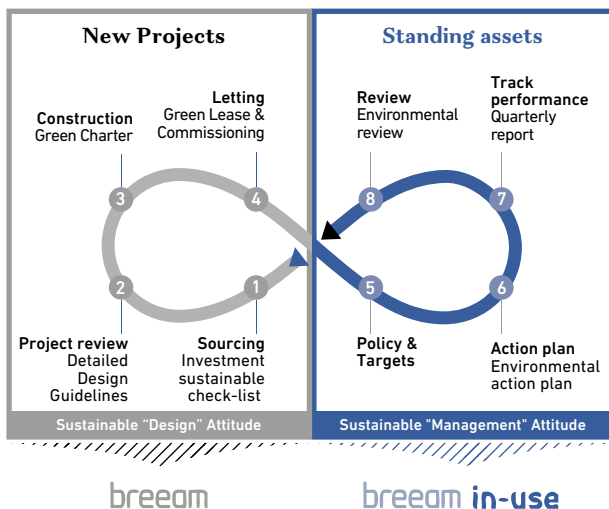 New Projects
Construction
Green Charter
Letting
Green Lease &
Commissioning
3
4
2
1
Project review
Detailed
Design
Guidelines
Sourcing
Investment
sustainable
check-list
Sustainable “Design” Attitude
breeam
Standing assets
Review
Environmental
review
Track
performance
Quarterly
report
8
7
5
6
Policy &
Targets
Action plan
Environmental
action plan
Sustainable "Management" Attitude
breeam in-use